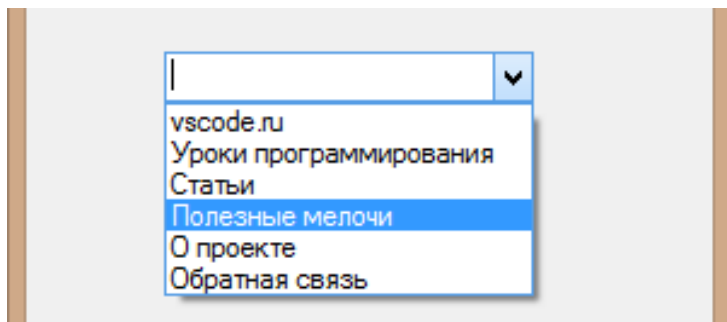 vscode.ru
Уроки программирования
Статьи
Полезные мелочи
О проекте
Обратная связь